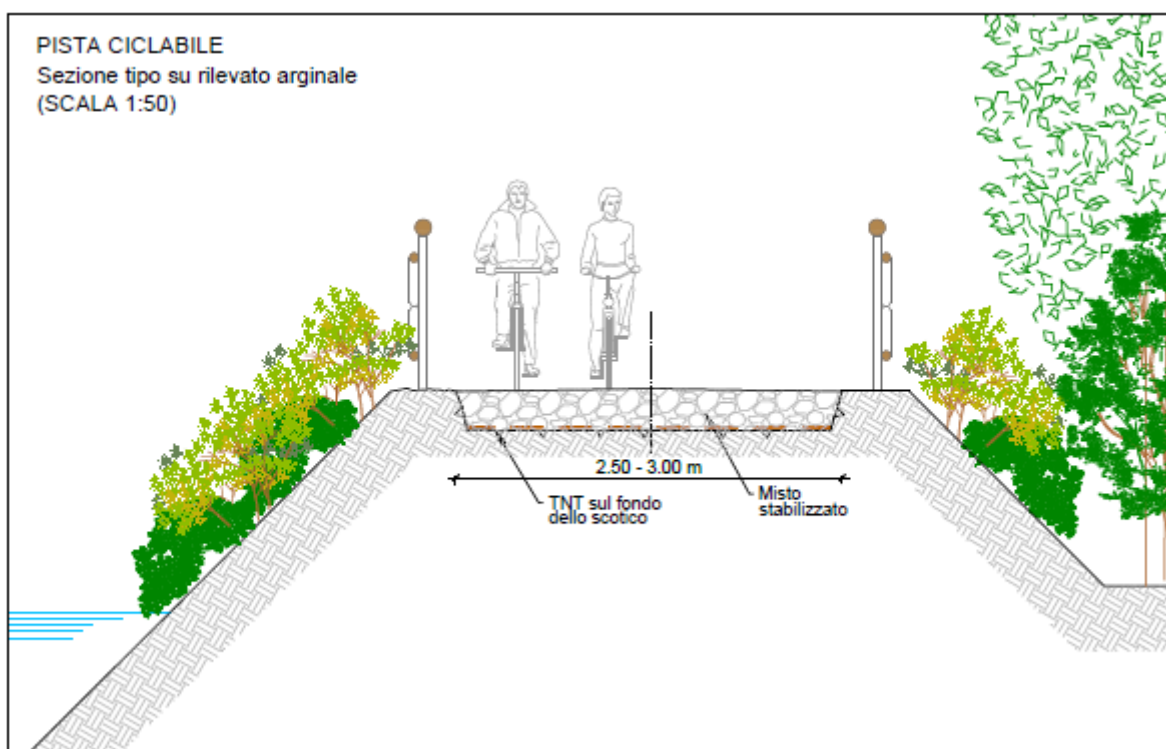 PISTA CICLABILE
Sezione tipo su rilevato arginale
(SCALA 1:50)
2.50 - 3.00 m
TNT sul fondo
dello scotico
Misto
stabilizzato